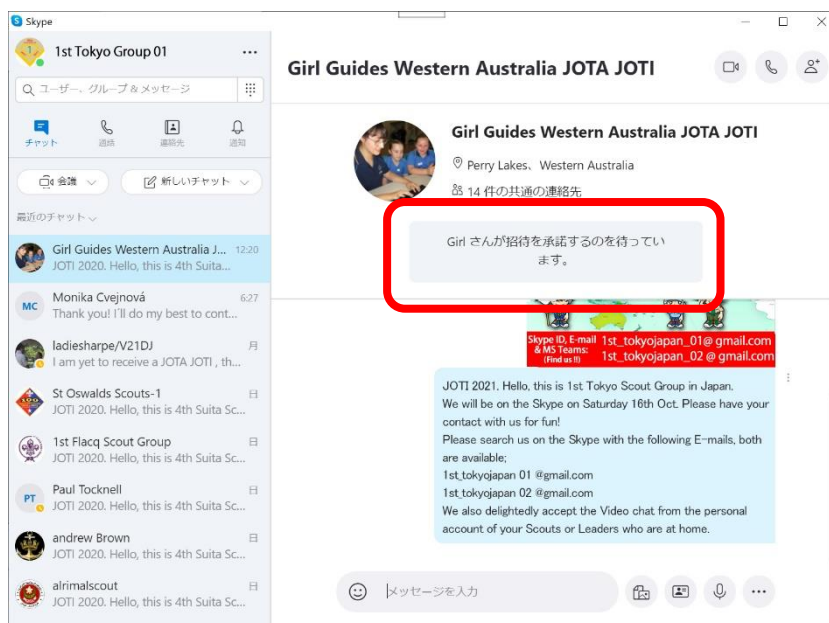 Skype
1st Tokyo Group 01
ユーザー、グループ & メッセージ
チャット
通話
連絡先
通知
会議
新しいチャット
最近のチャット
Girl Guides Western Australia J... 12:20
JOTI 2020. Hello, this is 4th Suita...
MC
Monika Cvejnová 6:27
Thank you! I'll do my best to cont...
ladiesharpe/V21DJ 月
I am yet to receive a JOTA JOTI , th...
St Oswalds Scouts-1 日
JOTI 2020. Hello, this is 4th Suita Sc...
1st Flacq Scout Group 日
JOTI 2020. Hello, this is 4th Suita Sc...
PT
Paul Tocknell 日
JOTI 2020. Hello, this is 4th Suita Sc...
andrew Brown 日
JOTI 2020. Hello, this is 4th Suita Sc...
alrimalscout 日
JOTI 2020. Hello, this is 4th Suita Sc...
Girl Guides Western Australia JOTA JOTI
Girl Guides Western Australia JOTA JOTI
Perry Lakes、Western Australia
14 件の共通の連絡先
Girl さんが招待を承諾するのを待ってい
ます。
Skype ID, E-mail 1st_tokyojapan_01@ gmail.com
& MS Teams:
(Find us !!) 1st_tokyojapan_02 @ gmail.com
JOTI 2021. Hello, this is 1st Tokyo Scout Group in Japan.
We will be on the Skype on Saturday 16th Oct. Please have your
contact with us for fun!
Please search us on the Skype with the following E-mails, both
are available;
1st_tokyojapan 01 @gmail.com
1st_tokyojapan 02 @gmail.com
We also delightedly accept the Video chat from the personal
account of your Scouts or Leaders who are at home.
メッセージを入力